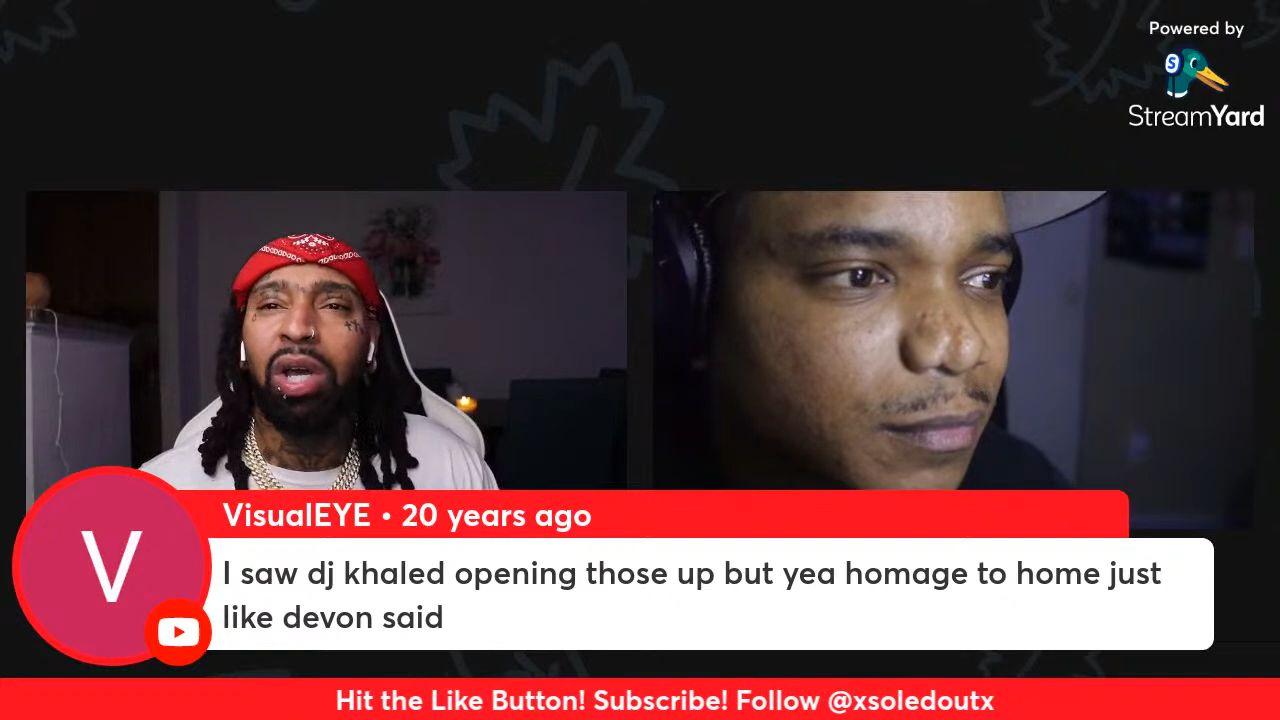 Powered by
StreamYard
VisualEYE • 20 years ago
I saw dj khaled opening those up but yea homage to home just
like devon said
Hit the Like Button! Subscribe! Follow @xsoledoutx